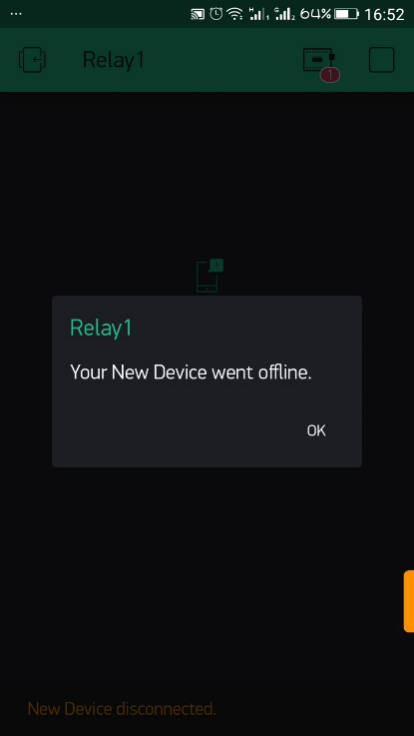 ... 64% 16:52
Relay1
1
Relay1
Your New Device went offline.
OK
New Device disconnected.